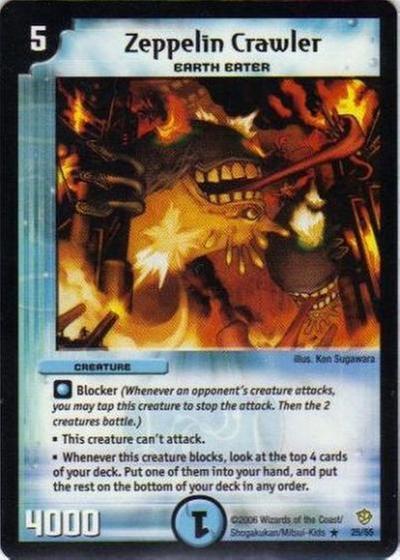 5 Zeppelin Crawler
EARTH EATER
illus. Ken Sugawara
CREATURE
Blocker (Whenever an opponent's creature attacks,
you may tap this creature to stop the attack. Then the 2
creatures battle.)
▪ This creature can't attack.
▪ Whenever this creature blocks, look at the top 4 cards
of your deck. Put one of them into your hand, and put
the rest on the bottom of your deck in any order.
4000
1
©2006 Wizards of the Coast/
Shogakukan/Mitsui-Kids ★ 25/55